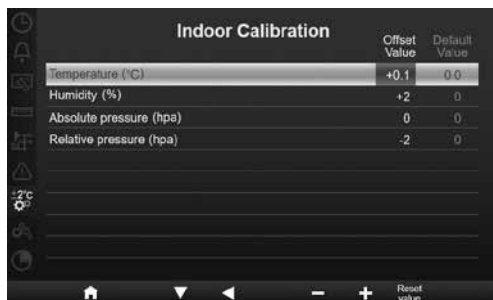 Indoor Calibration
Offset Value
Default Value
Temperature (°C) +0.1 0.0
Humidity (%) +2 0
Absolute pressure (hpa) 0 0
Relative pressure (hpa) -2 0
±2°C
Reset value